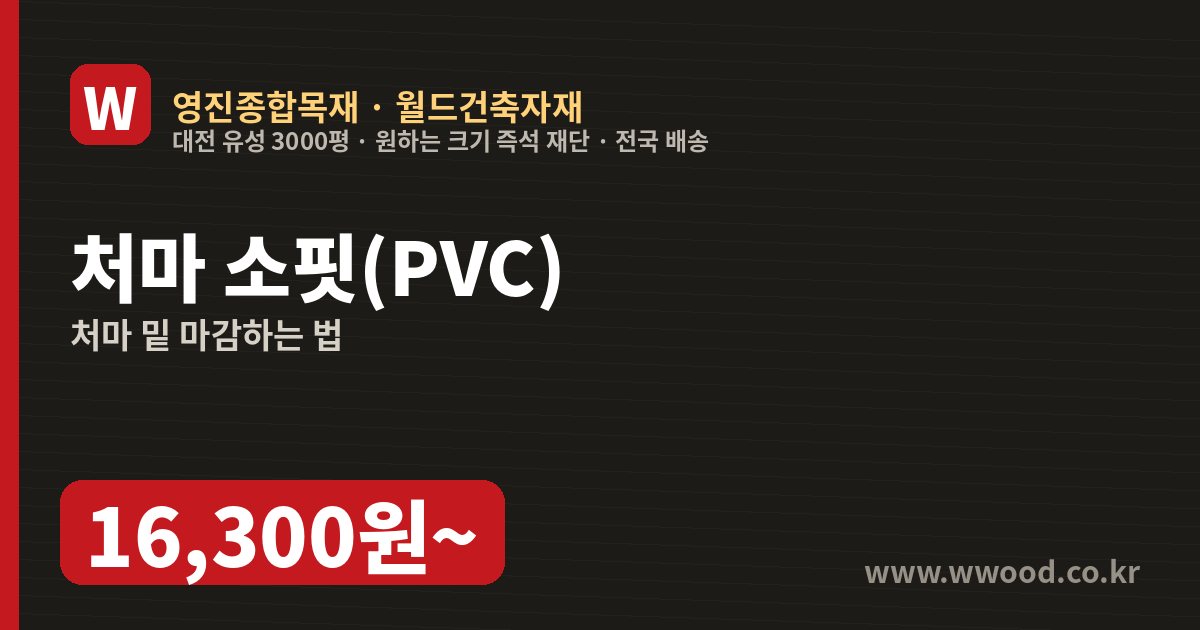 W
영진종합목재 · 월드건축자재
대전 유성 3000평 · 원하는 크기 즉석 재단 · 전국 배송
처마 소핏(PVC)
처마 밑 마감하는 법
16,300원~
www.wwood.co.kr